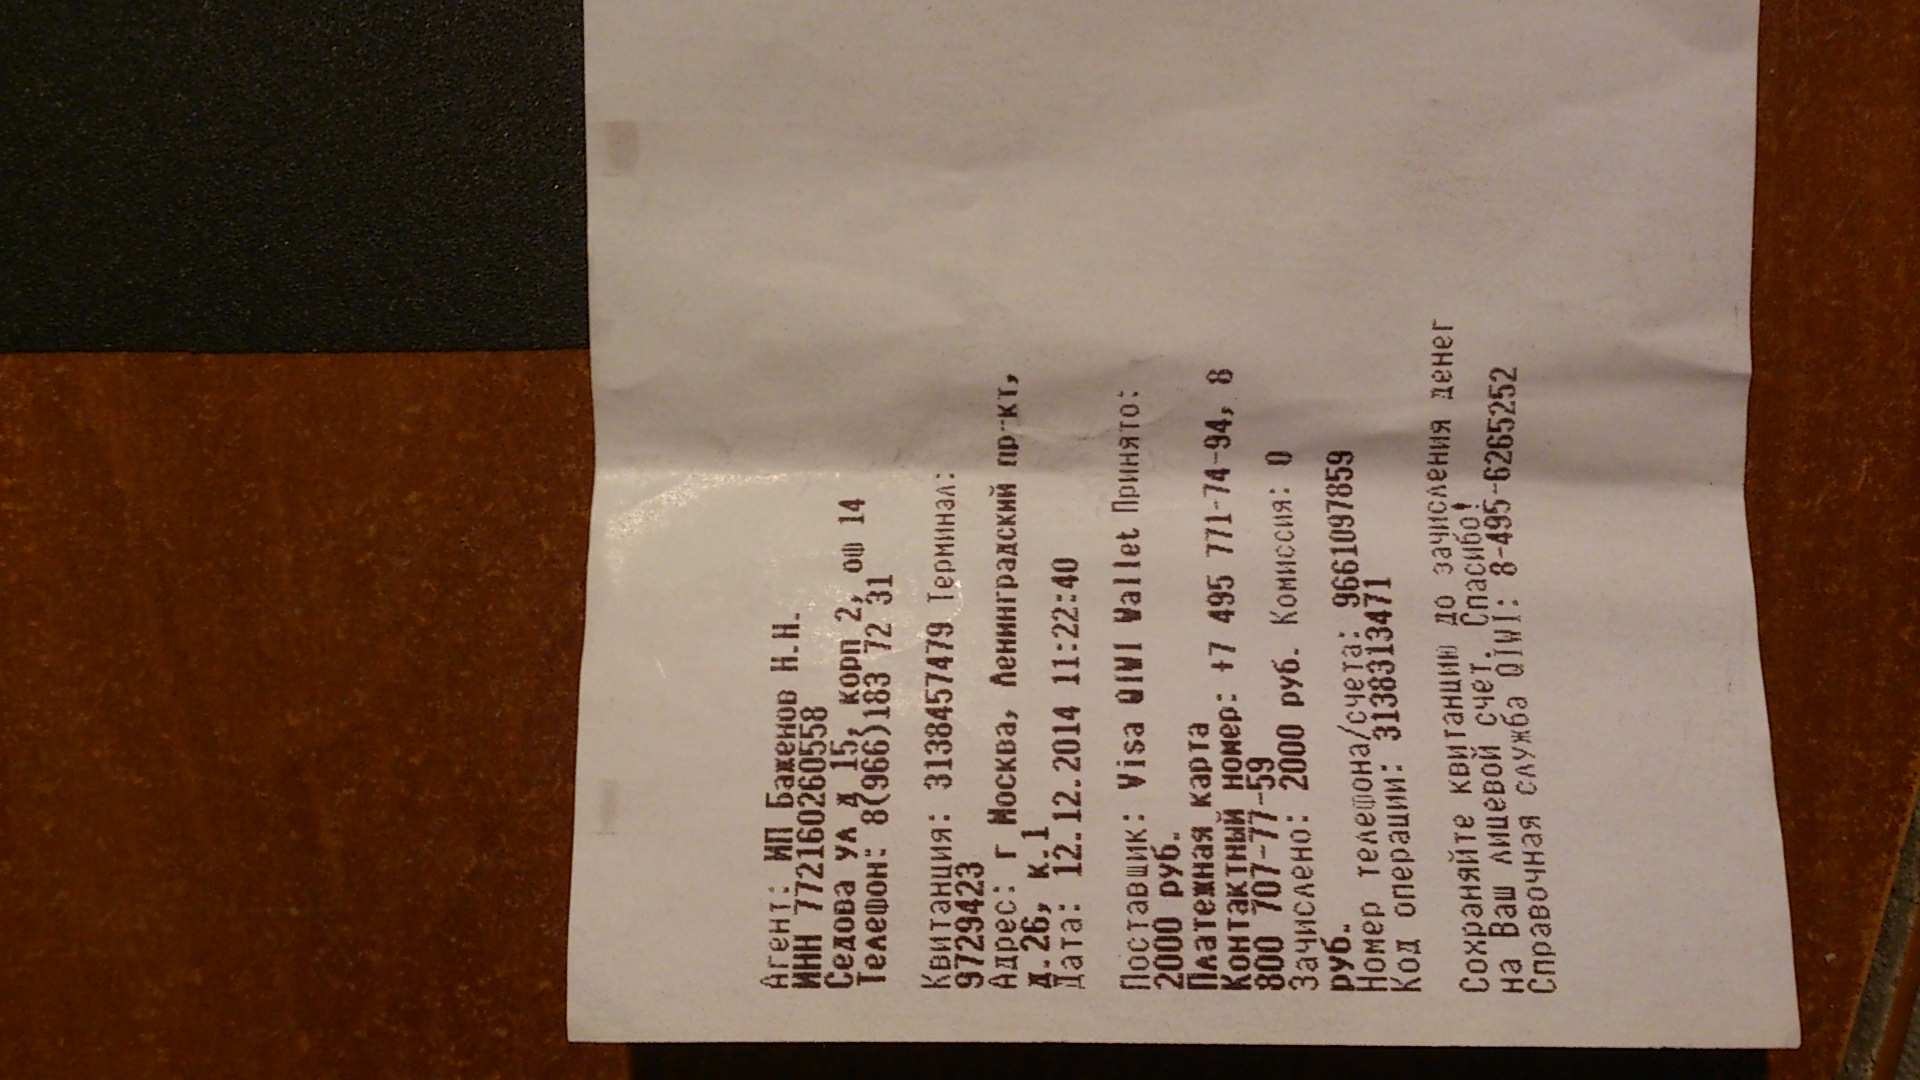 Агент: ИП Баженов Н.Н.
ИНН 772160260558
Седова ул д 15, корп 2, оф 14
Телефон: 8(966)183 72 31
Квитанция: 3138457479 Терминал:
97294423
Адрес: г Москва, Ленинградский пр-кт,
д.26, к.1
Дата: 12.12.2014 11:22:40
Поставщик: Visa QIWI Wallet Принято:
2000 руб.
Платежная карта
Контактный номер: +7 495 771-74-94, 8
800 707-77-59
Зачислено: 2000 руб. Комиссия: 0
руб.
Номер телефона/счета: 9661097859
Код операции: 3138313471
Сохраняйте квитанцию до зачисления денег
на Ваш лицевой счет. Спасибо!
Справочная служба QIWI: 8-495-6265252